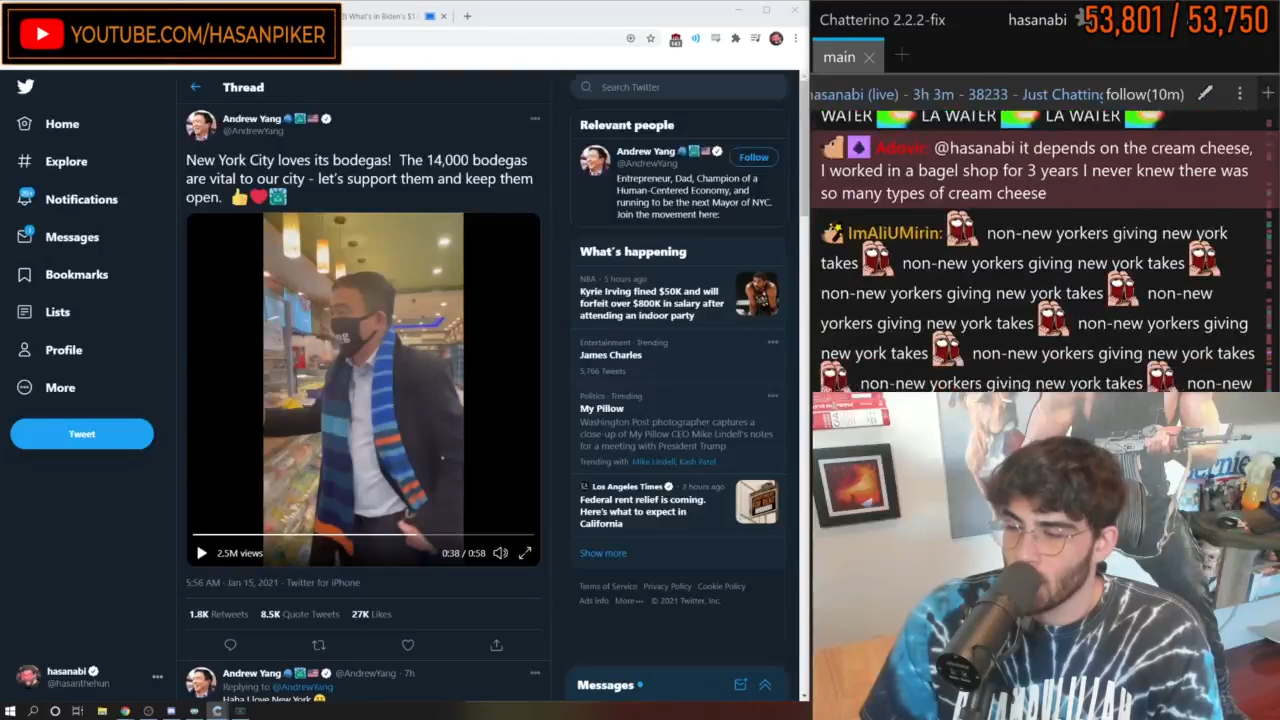 YOUTUBE.COM/HASANPIKER
What's in Biden's $1.
Home
Explore
Notifications
Messages
Bookmarks
Lists
Profile
More
Tweet
hasanabi
@hasanthehun
Thread
Andrew Yang
@AndrewYang
New York City loves its bodegas! The 14,000 bodegas
are vital to our city - let's support them and keep them
open.
2.5M views
0:38 / 0:58
5:56 AM · Jan 15, 2021 · Twitter for iPhone
1.8K Retweets 8.5K Quote Tweets 27K Likes
Andrew Yang @AndrewYang · 7h
Replying to @AndrewYang
Haha I love New York
Search Twitter
Relevant people
Andrew Yang
@AndrewYang
Follow
Entrepreneur, Dad, Champion of a
Human-Centered Economy, and
running to be the next Mayor of NYC.
Join the movement here:
What's happening
NBA · 5 hours ago
Kyrie Irving fined $50K and will
forfeit over $800K in salary after
attending an indoor party
Entertainment · Trending
James Charles
5,766 Tweets
Politics · Trending
My Pillow
Washington Post photographer captures a
close-up of My Pillow CEO Mike Lindell's notes
for a meeting with President Trump
Trending with Mike Lindell, Kash Patel
Los Angeles Times · 3 hours ago
Federal rent relief is coming.
Here's what to expect in
California
Show more
Terms of Service Privacy Policy Cookie Policy
Ads info More © 2021 Twitter, Inc.
Messages
Chatterino 2.2.2-fix
hasanabi
53,801 / 53,750
main
asanabi (live) - 3h 3m - 38233 - Just Chatting
follow(10m)
WATER LA WATER LA WATER
Adovir: @hasanabi it depends on the cream cheese,
I worked in a bagel shop for 3 years I never knew there was
so many types of cream cheese
ImAliUMirin: non-new yorkers giving new york
takes non-new yorkers giving new york takes
non-new yorkers giving new york takes non-new
yorkers giving new york takes non-new yorkers giving
new york takes non-new yorkers giving new york takes
non-new yorkers giving new york takes non-new